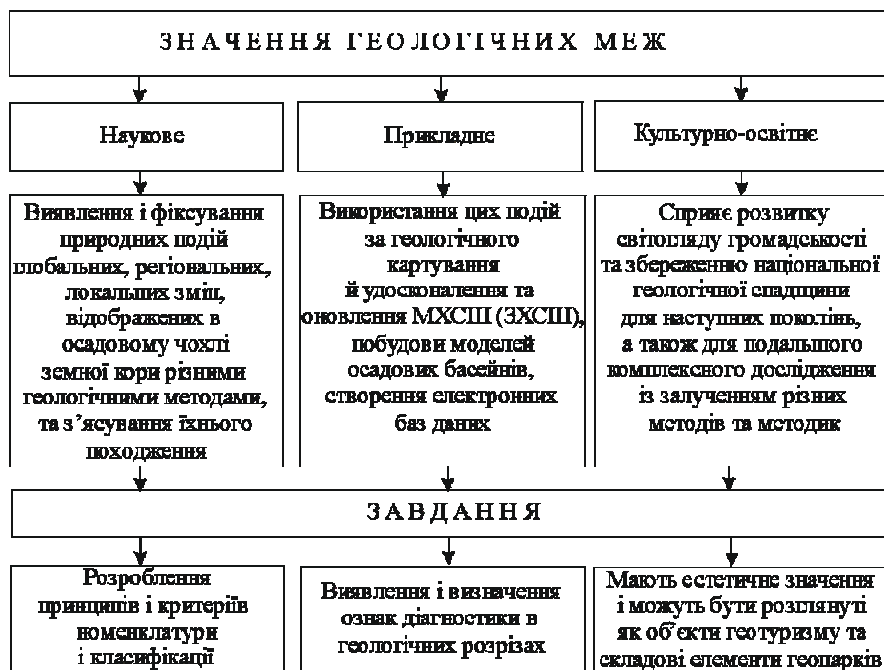 ЗНАЧЕННЯ ГЕОЛОГІЧНИХ МЕЖ
Наукове
Прикладне
Культурно-освітнє
Виявлення і фіксування
природних подій
глобальних, регіональних,
локальних змін,
відображених в
осадовому чохлі
земної кори різними
геологічними методами,
та з’ясування їхнього
походження
Використання цих подій
за геологічного
картування
й удосконалення та
оновлення МХСШ (ЗХСШ),
побудови моделей
осадових басейнів,
створення електронних
баз даних
Сприяє розвитку
світогляду громадськості
та збереженню національної
геологічної спадщини
для наступних поколінь,
а також для подальшого
комплексного дослідження
із залученням різних
методів та методик
ЗАВДАННЯ
Розроблення
принципів і критеріїв
номенклатури
і класифікації
Виявлення і визначення
ознак діагностики в
геологічних розрізах
Мають естетичне значення
і можуть бути розглянуті
як об’єкти геотуризму та
складові елементи геопарків